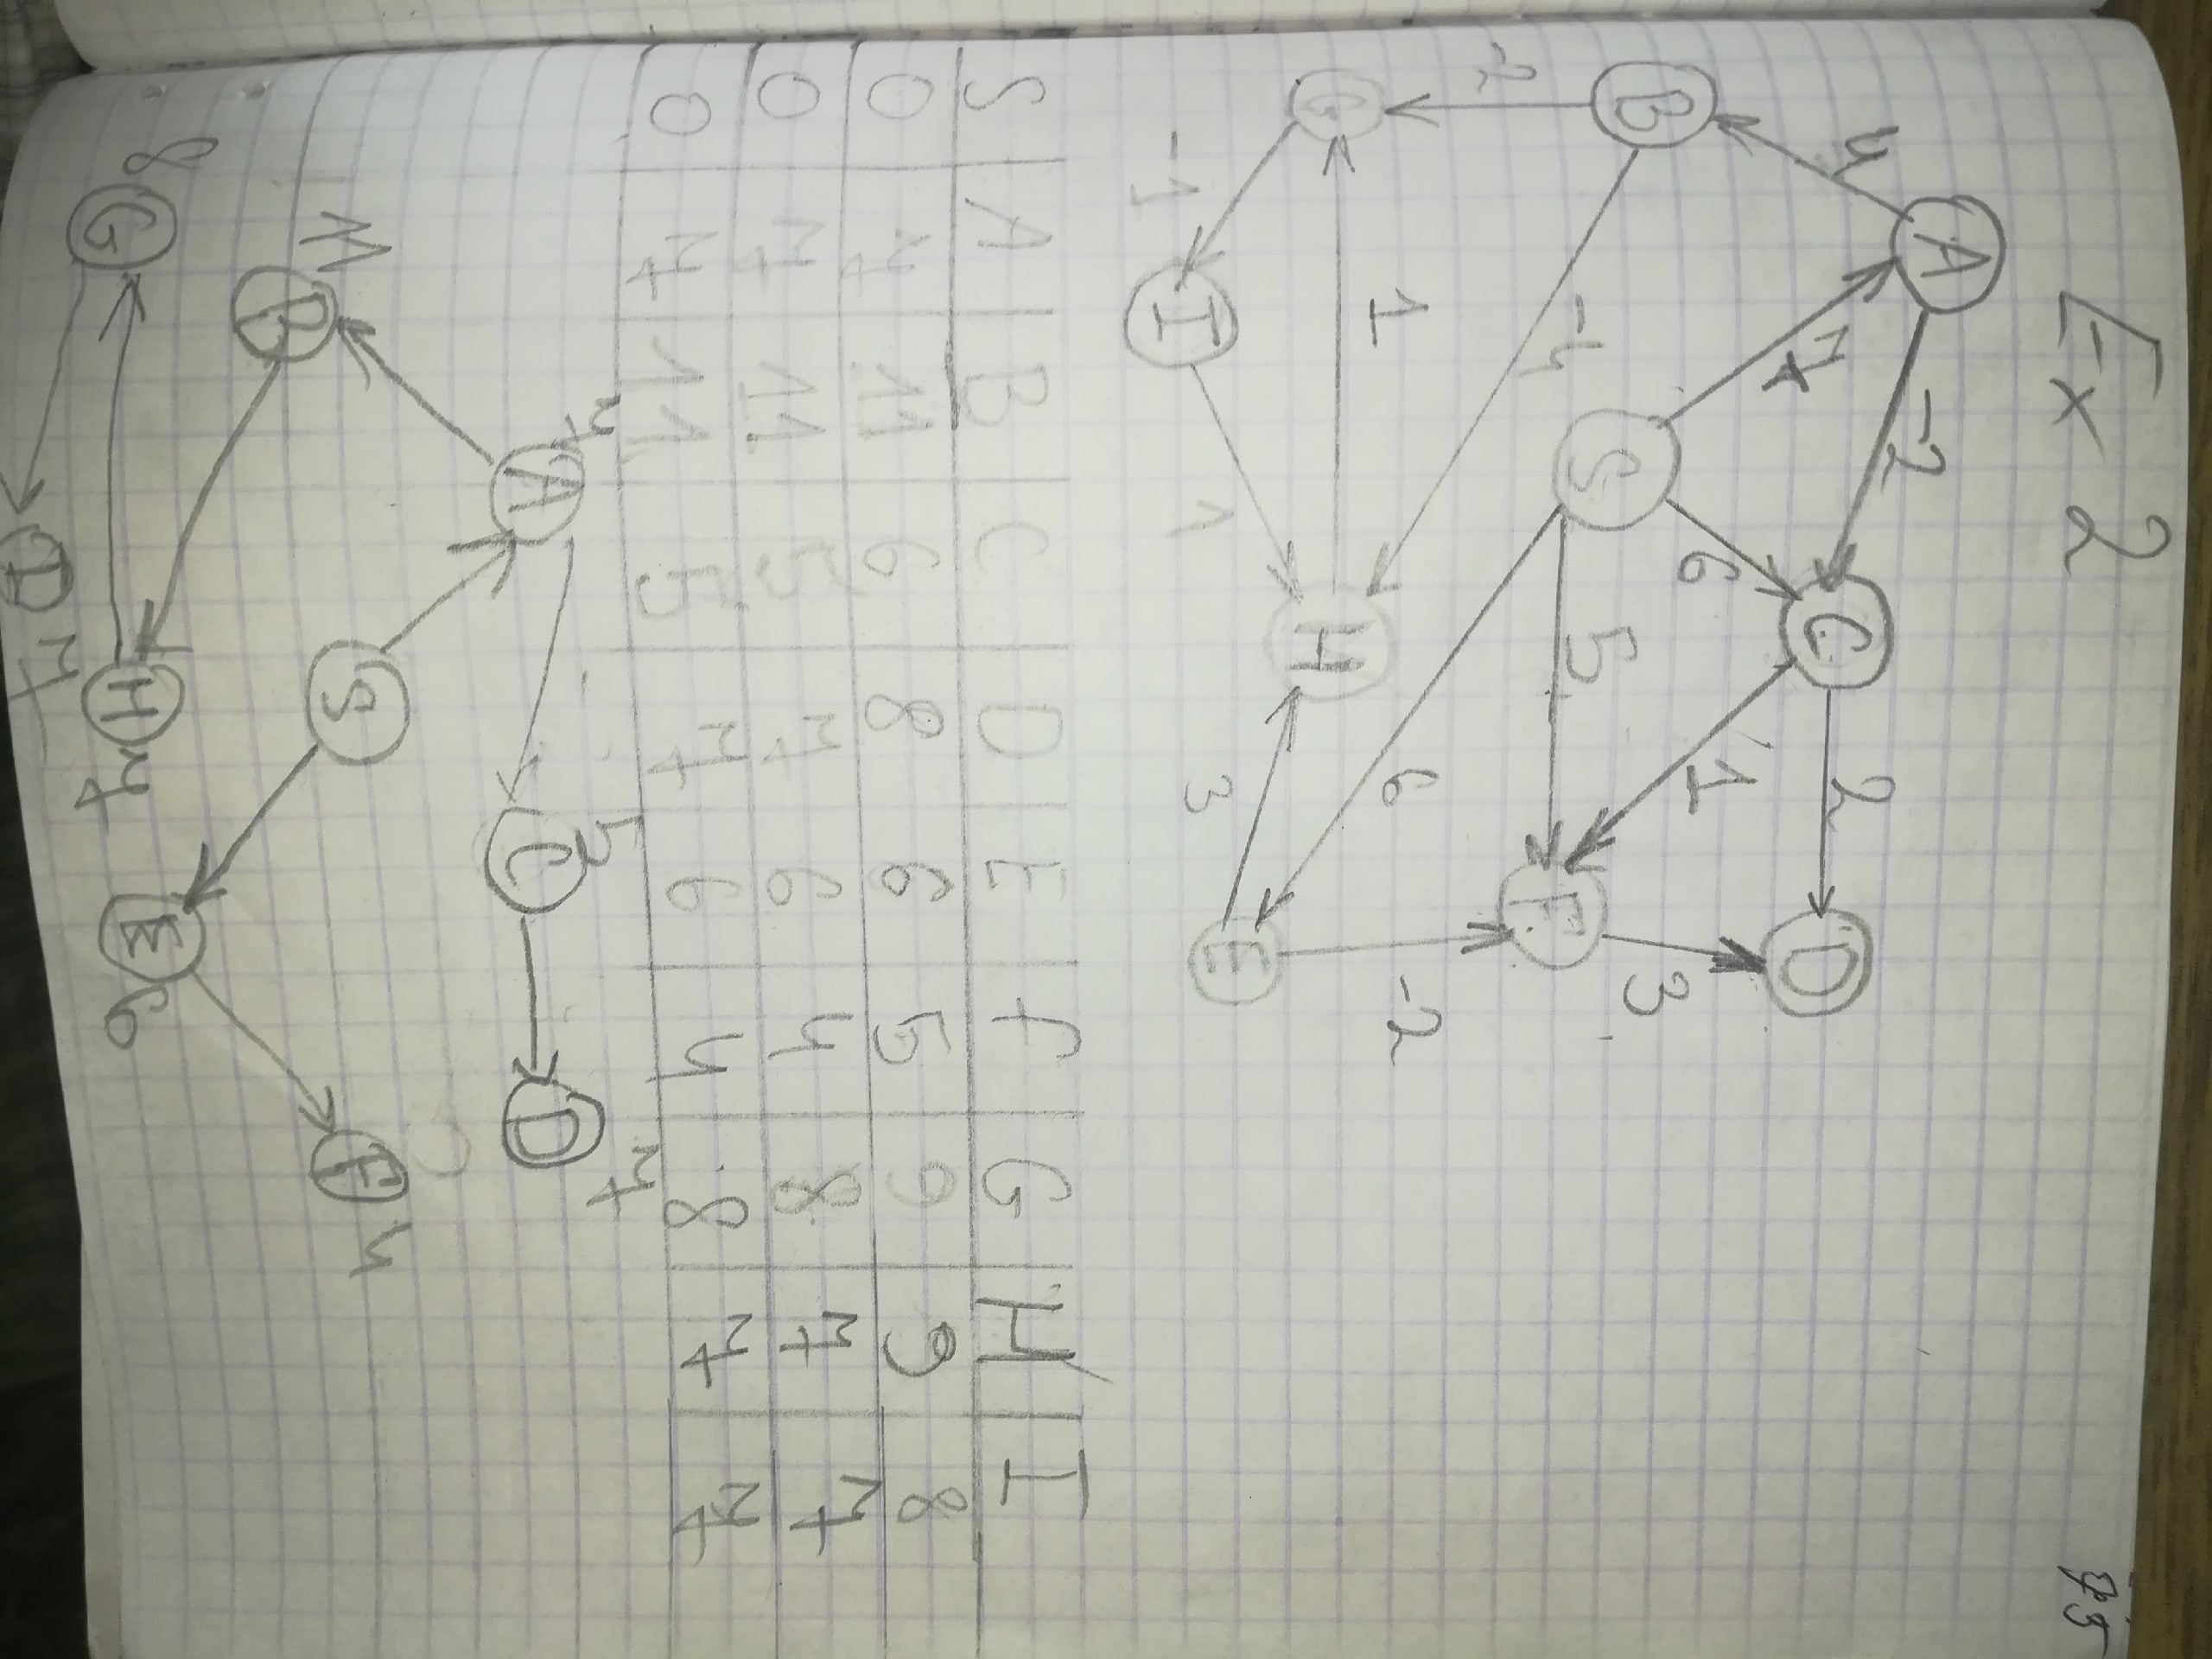 Ex 2
A
4 -2
C 2 D
7 6 1 3
B S 5 F
-4
-2 1 6 -2
G H E
-1 I 1 3
S A B C D E F G H I
0 7 11 6 8 6 5 9 9 8
0 7 11 5 7 6 4 8 7 7
0 7 11 5 7 6 4 8 7 7
7 5 7
A C D
11 4
B S F
8 E 6
G H 7
I 7